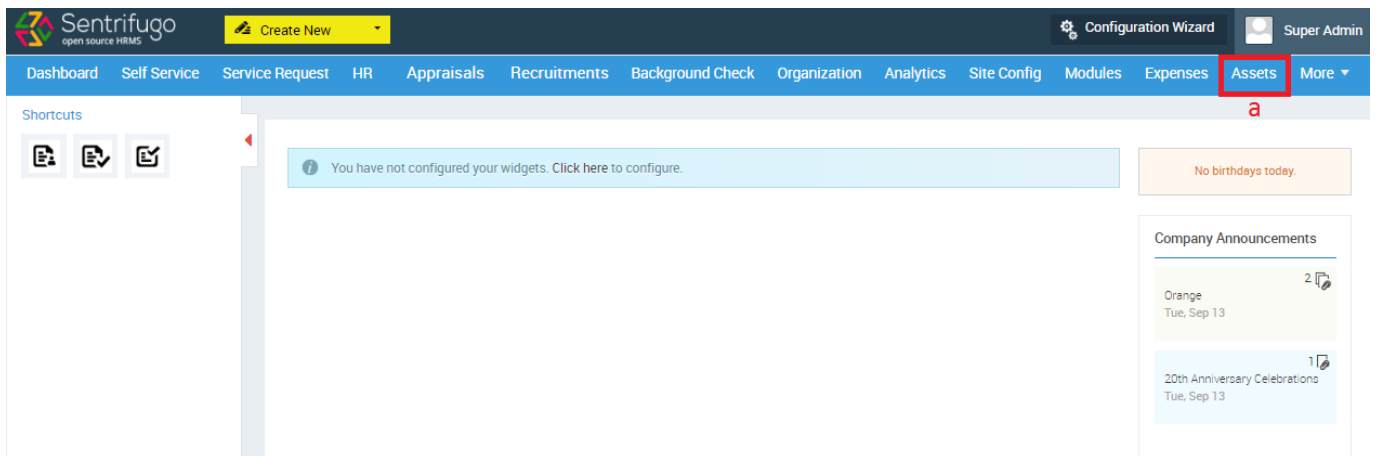 Sentrifugo
open source HRMS
Create New
Configuration Wizard
Super Admin
Dashboard Self Service Service Request HR Appraisals Recruitments Background Check Organization Analytics Site Config Modules Expenses Assets More
a
Shortcuts
You have not configured your widgets. Click here to configure.
No birthdays today.
Company Announcements
2
Orange
Tue, Sep 13
1
20th Anniversary Celebrations
Tue, Sep 13